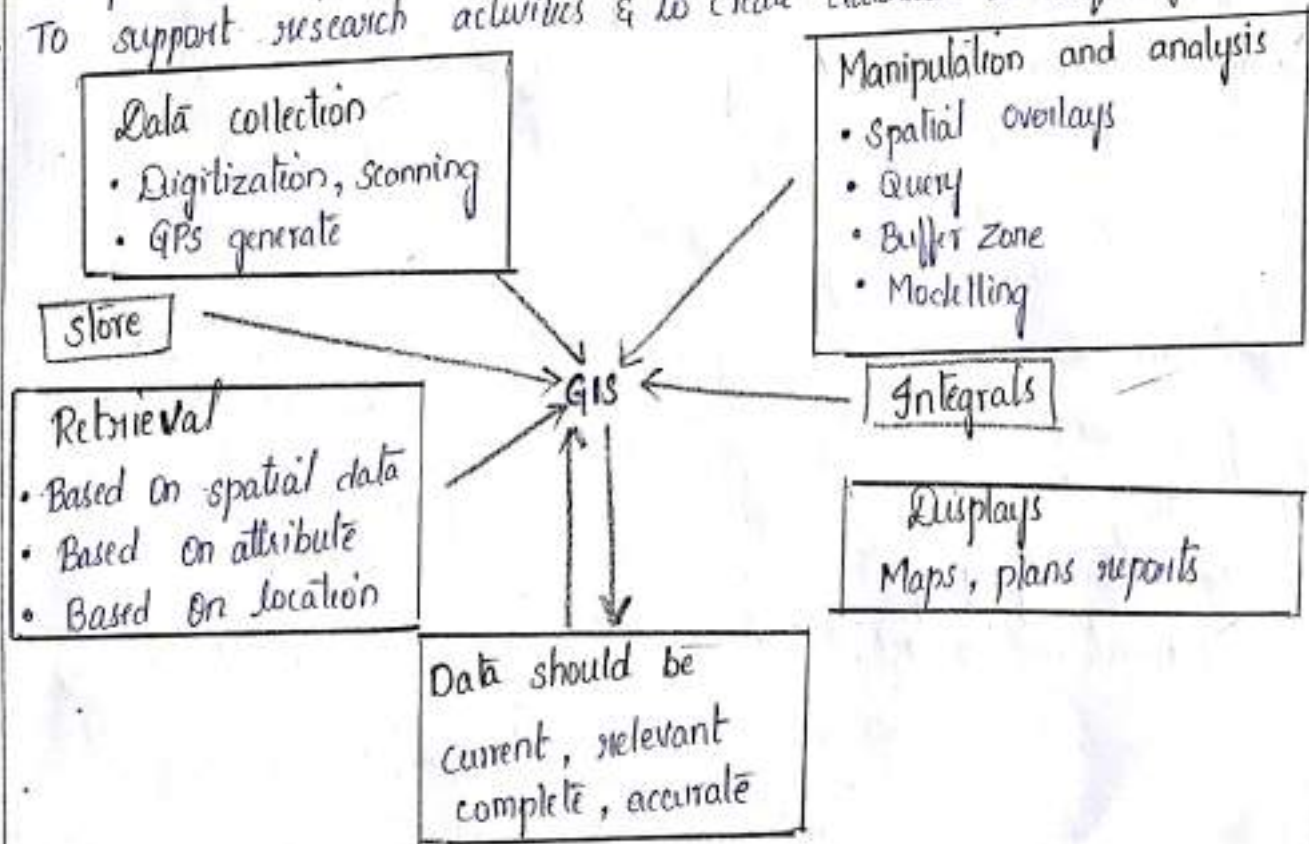 To support research activities & to
Data collection
• Digitization, Scanning
• GPS generate
Manipulation and analysis
• Spatial overlays
• Query
• Buffer Zone
• Modelling
Store
GIS
Integrals
Retrieval
• Based on spatial data
• Based on attribute
• Based on location
Displays
Maps, plans reports
Data should be
current, relevant
complete, accurate